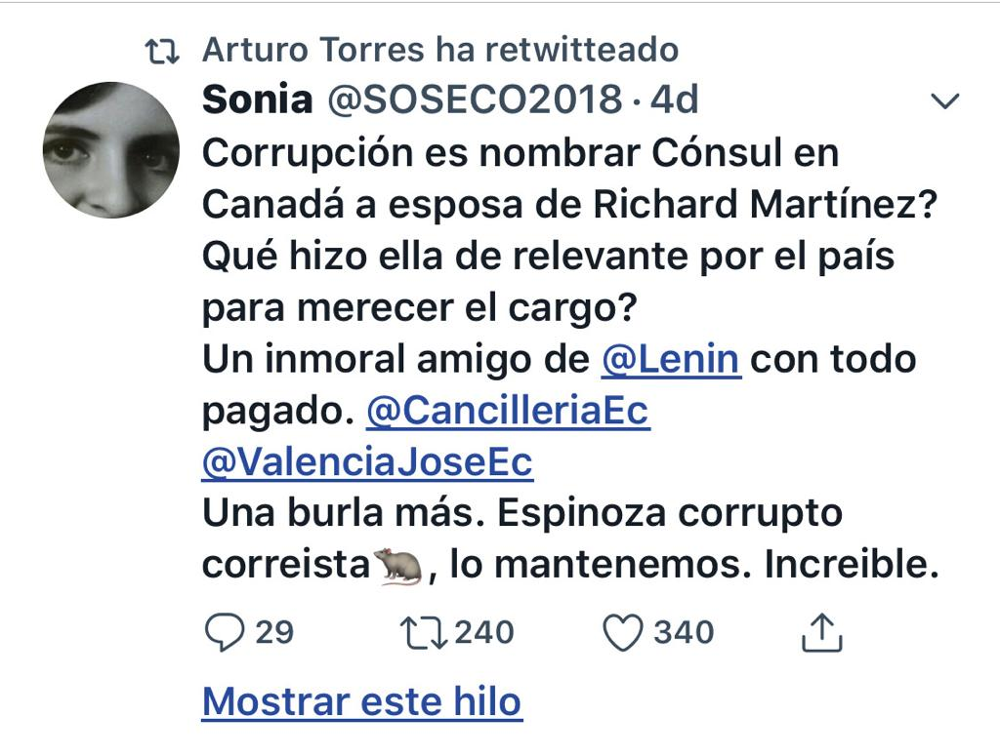 Arturo Torres ha retwitteado
Sonia @SOSECO2018 · 4d
Corrupción es nombrar Cónsul en
Canadá a esposa de Richard Martínez?
Qué hizo ella de relevante por el país
para merecer el cargo?
Un inmoral amigo de @Lenin con todo
pagado. @CancilleriaEc
@ValenciaJoseEc
Una burla más. Espinoza corrupto
correista🐀, lo mantenemos. Increible.
29 240 340
Mostrar este hilo